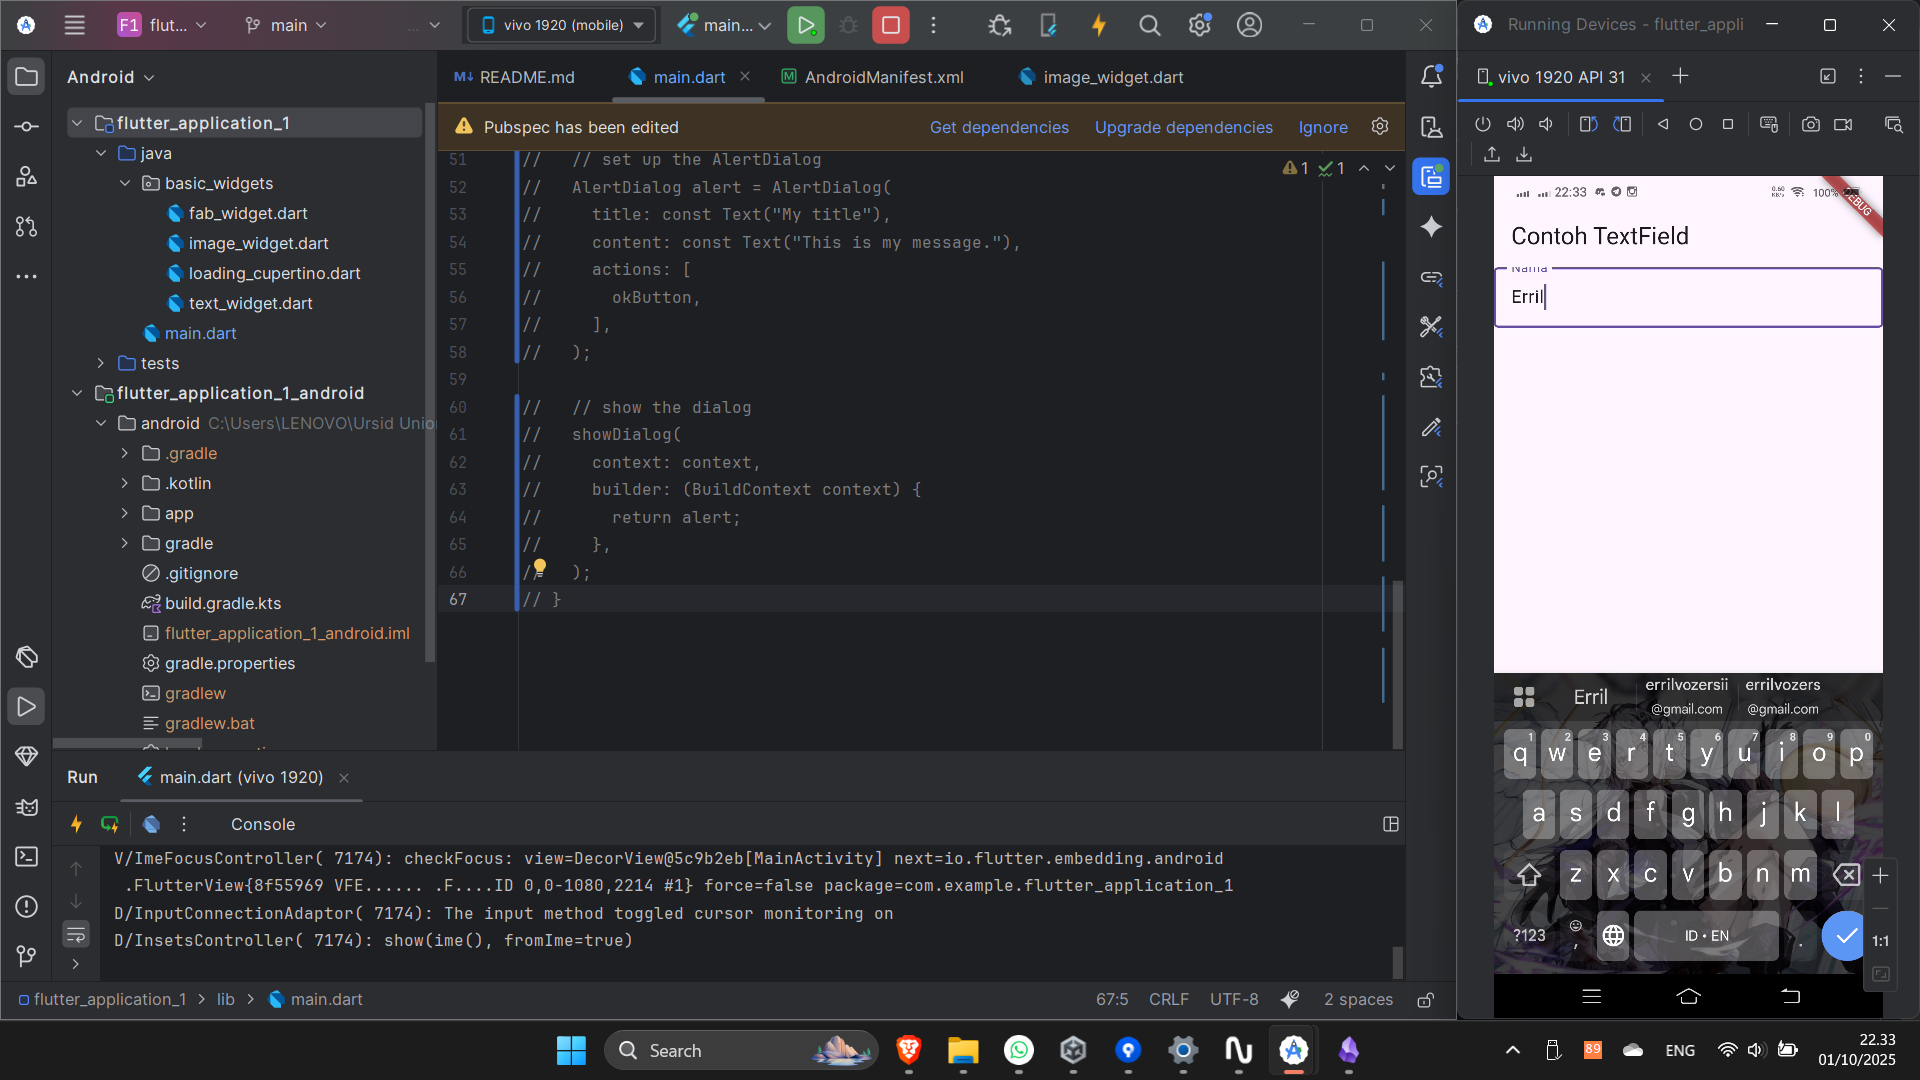 F1 flut...
main
...
vivo 1920 (mobile)
main...
Running Devices - flutter_appli
Android
README.md
main.dart
AndroidManifest.xml
image_widget.dart
vivo 1920 API 31
Pubspec has been edited
Get dependencies
Upgrade dependencies
Ignore
flutter_application_1
java
basic_widgets
fab_widget.dart
image_widget.dart
loading_cupertino.dart
text_widget.dart
main.dart
tests
flutter_application_1_android
android C:\Users\LENOVO\Ursid Unio
.gradle
.kotlin
app
gradle
.gitignore
build.gradle.kts
flutter_application_1_android.iml
gradle.properties
gradlew
gradlew.bat
1 1
51 // // set up the AlertDialog
52 // AlertDialog alert = AlertDialog(
53 // title: const Text("My title"),
54 // content: const Text("This is my message."),
55 // actions: [
56 // okButton,
57 // ],
58 // );
59
60 // // show the dialog
61 // showDialog(
62 // context: context,
63 // builder: (BuildContext context) {
64 // return alert;
65 // },
66 // );
67 // }
Run
main.dart (vivo 1920)
Console
V/ImeFocusController( 7174): checkFocus: view=DecorView@5c9b2eb[MainActivity] next=io.flutter.embedding.android
.FlutterView{8f55969 VFE...... .F....ID 0,0-1080,2214 #1} force=false package=com.example.flutter_application_1
D/InputConnectionAdaptor( 7174): The input method toggled cursor monitoring on
D/InsetsController( 7174): show(ime(), fromIme=true)
flutter_application_1 > lib > main.dart
67:5 CRLF UTF-8 2 spaces
22:33
0.60 KB/s 100%
DEBUG
Contoh TextField
Nama
Erril
Erril
errilvozersii
@gmail.com
errilvozers
@gmail.com
1 2 3 4 5 6 7 8 9 0
q w e r t y u i o p
a s d f g h j k l
z x c v b n m
?123 , ID • EN .
1:1
Search
89
ENG
22.33
01/10/2025